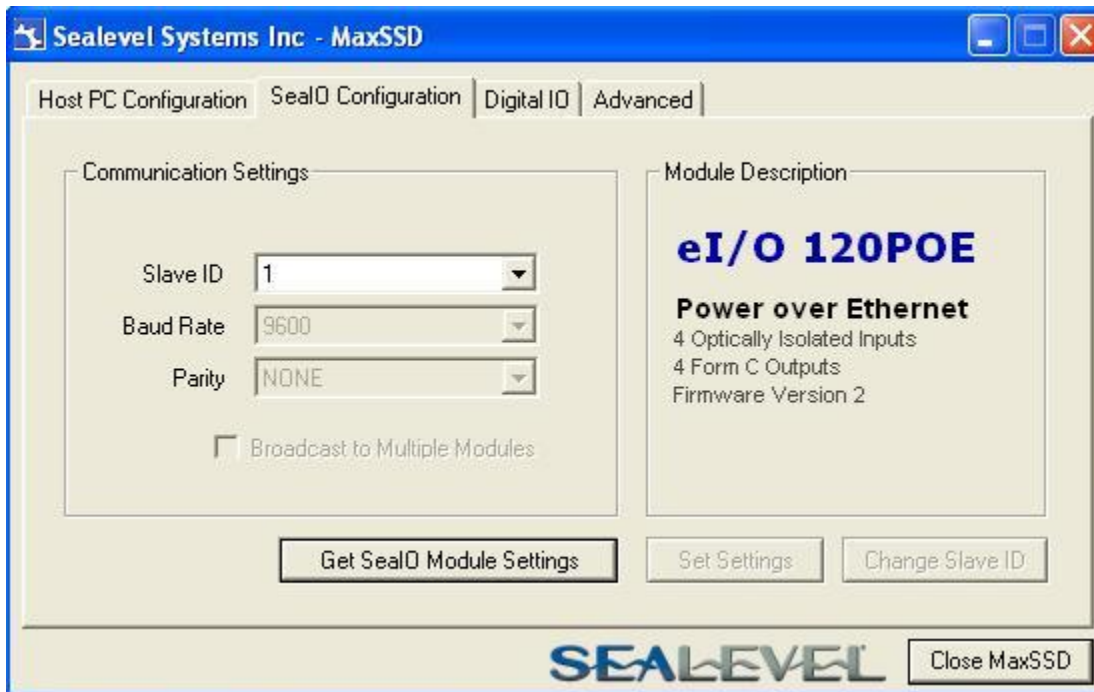 Sealevel Systems Inc - MaxSSD
Host PC Configuration
SeaIO Configuration
Digital IO
Advanced
Communication Settings
Slave ID
1
Baud Rate
9600
Parity
NONE
Broadcast to Multiple Modules
Module Description
eI/O 120POE
Power over Ethernet
4 Optically Isolated Inputs
4 Form C Outputs
Firmware Version 2
Get SeaIO Module Settings
Set Settings
Change Slave ID
SEALEVEL
Close MaxSSD